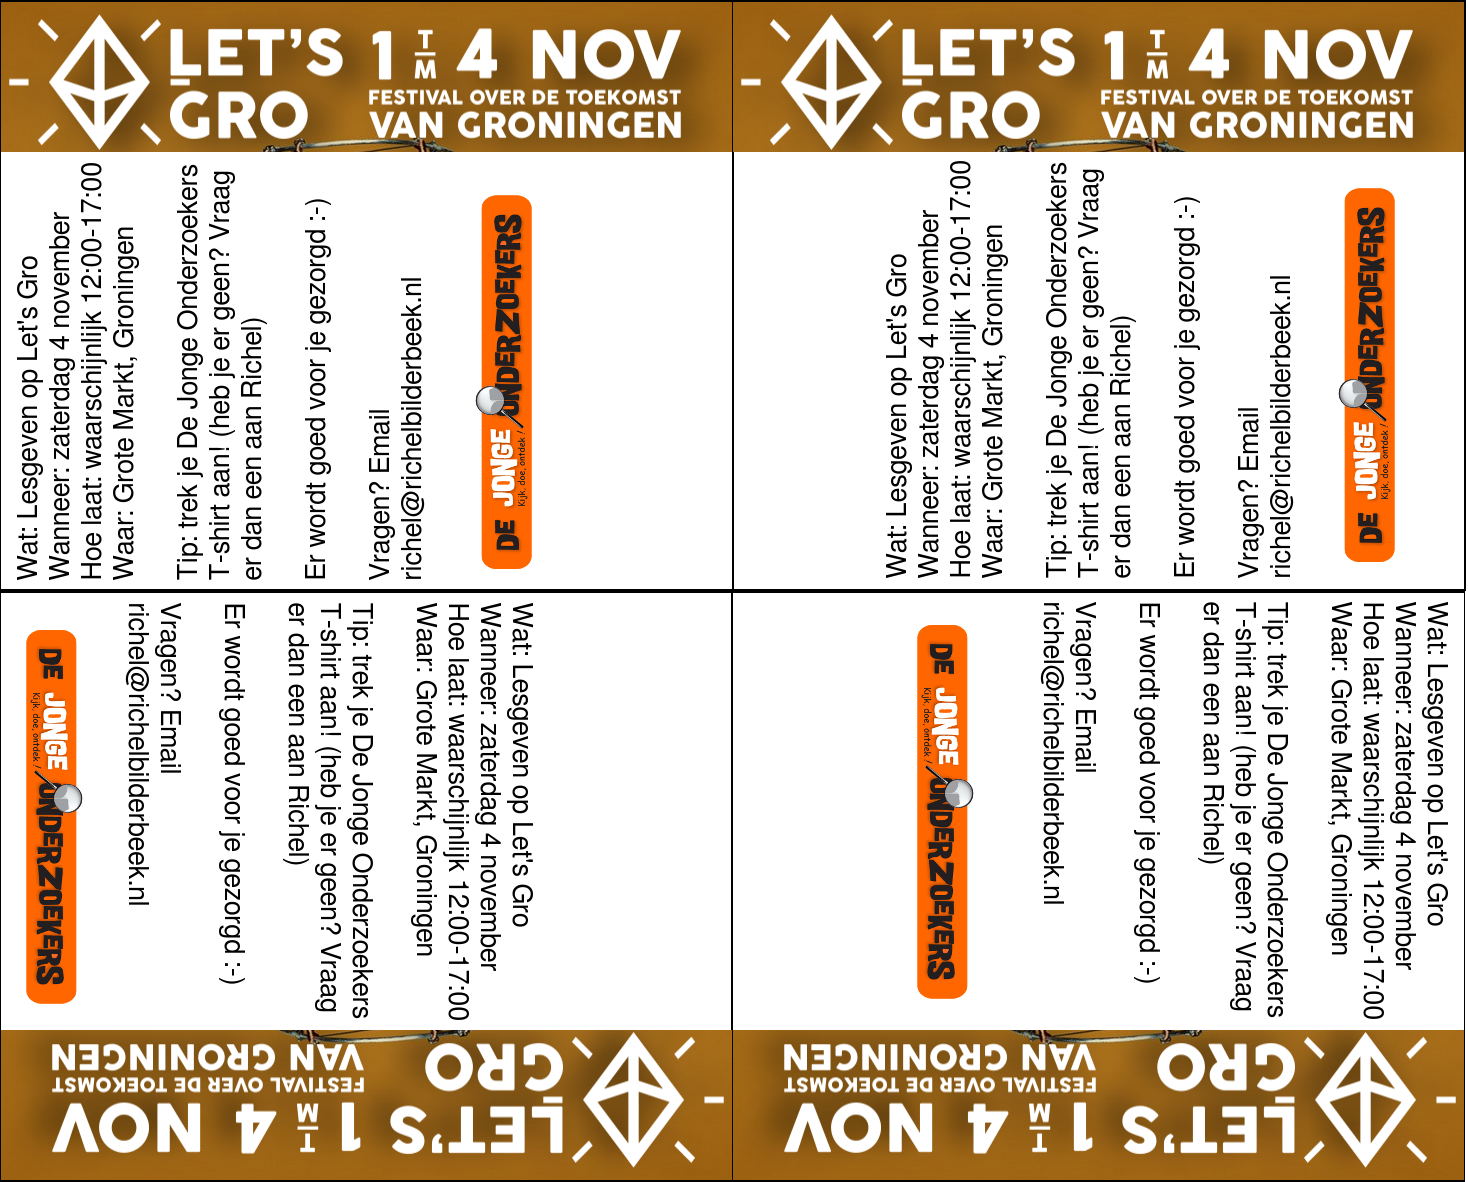 LET'S
GRO
1 T/M 4 NOV
FESTIVAL OVER DE TOEKOMST
VAN GRONINGEN
Wat: Lesgeven op Let's Gro
Wanneer: zaterdag 4 november
Hoe laat: waarschijnlijk 12:00-17:00
Waar: Grote Markt, Groningen
Tip: trek je De Jonge Onderzoekers
T-shirt aan! (heb je er geen? Vraag
er dan een aan Richel)
Er wordt goed voor je gezorgd :-)
Vragen? Email
richel@richelbilderbeek.nl
DE JONGE ONDERZOEKERS
Kijk, doe, ontdek !
LET'S
GRO
1 T/M 4 NOV
FESTIVAL OVER DE TOEKOMST
VAN GRONINGEN
Wat: Lesgeven op Let's Gro
Wanneer: zaterdag 4 november
Hoe laat: waarschijnlijk 12:00-17:00
Waar: Grote Markt, Groningen
Tip: trek je De Jonge Onderzoekers
T-shirt aan! (heb je er geen? Vraag
er dan een aan Richel)
Er wordt goed voor je gezorgd :-)
Vragen? Email
richel@richelbilderbeek.nl
DE JONGE ONDERZOEKERS
Kijk, doe, ontdek !
LET'S
GRO
1 T/M 4 NOV
FESTIVAL OVER DE TOEKOMST
VAN GRONINGEN
Wat: Lesgeven op Let's Gro
Wanneer: zaterdag 4 november
Hoe laat: waarschijnlijk 12:00-17:00
Waar: Grote Markt, Groningen
Tip: trek je De Jonge Onderzoekers
T-shirt aan! (heb je er geen? Vraag
er dan een aan Richel)
Er wordt goed voor je gezorgd :-)
Vragen? Email
richel@richelbilderbeek.nl
DE JONGE ONDERZOEKERS
Kijk, doe, ontdek !
LET'S
GRO
1 T/M 4 NOV
FESTIVAL OVER DE TOEKOMST
VAN GRONINGEN
Wat: Lesgeven op Let's Gro
Wanneer: zaterdag 4 november
Hoe laat: waarschijnlijk 12:00-17:00
Waar: Grote Markt, Groningen
Tip: trek je De Jonge Onderzoekers
T-shirt aan! (heb je er geen? Vraag
er dan een aan Richel)
Er wordt goed voor je gezorgd :-)
Vragen? Email
richel@richelbilderbeek.nl
DE JONGE ONDERZOEKERS
Kijk, doe, ontdek !